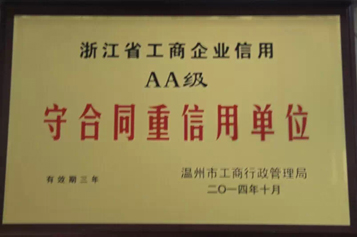 浙江省工商企业信用
AA级
守合同重信用单位
温州市工商行政管理局
有效期三年
二〇一四年十月